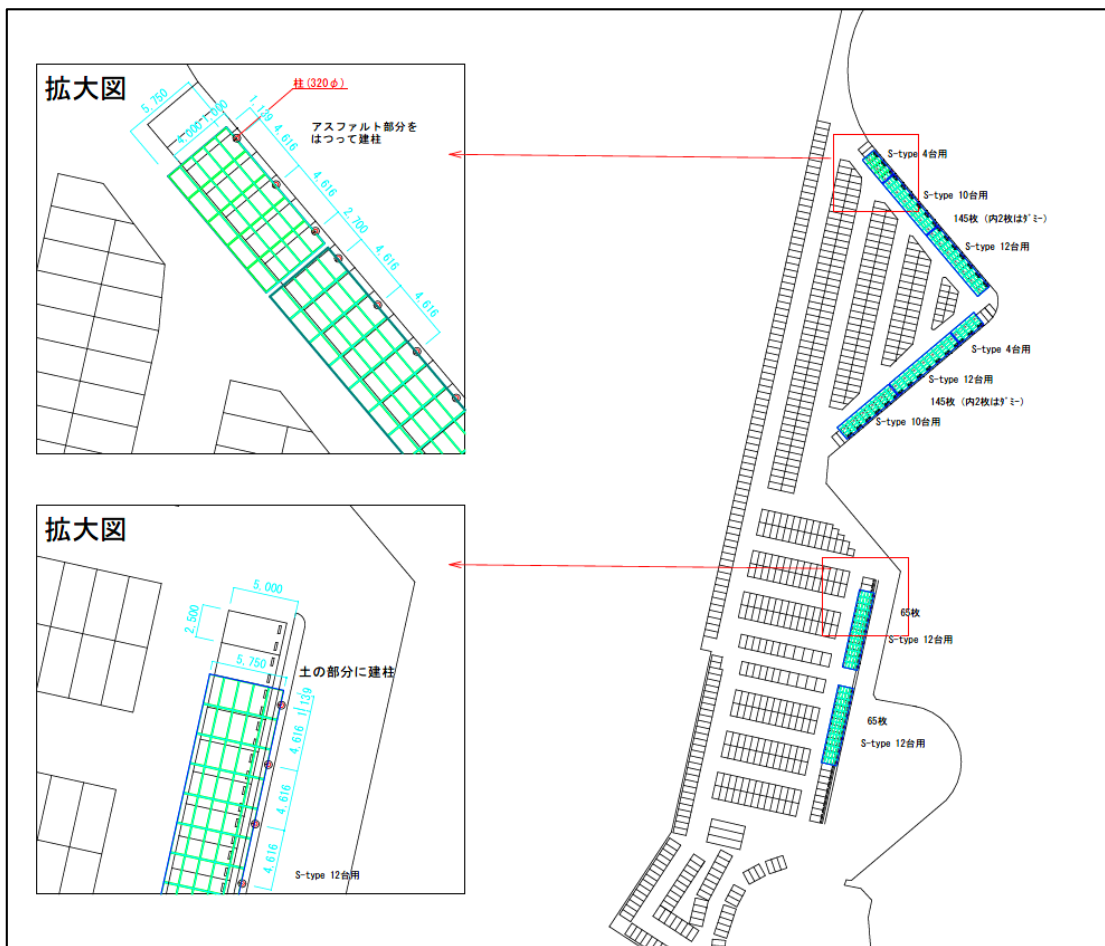 拡大図
柱(320φ)
5.750
4.000
1.139
4.616
アスファルト部分を
はつって建柱
4.616
2.700
4.616
4.616
S-type 4台用
S-type 10台用
145枚 (内2枚はﾀﾞﾐｰ)
S-type 12台用
S-type 4台用
S-type 12台用
145枚 (内2枚はﾀﾞﾐｰ)
S-type 10台用
拡大図
5.000
2.500
5.750
土の部分に建柱
1.139
4.616
4.616
4.616
S-type 12台用
65枚
S-type 12台用
65枚
S-type 12台用